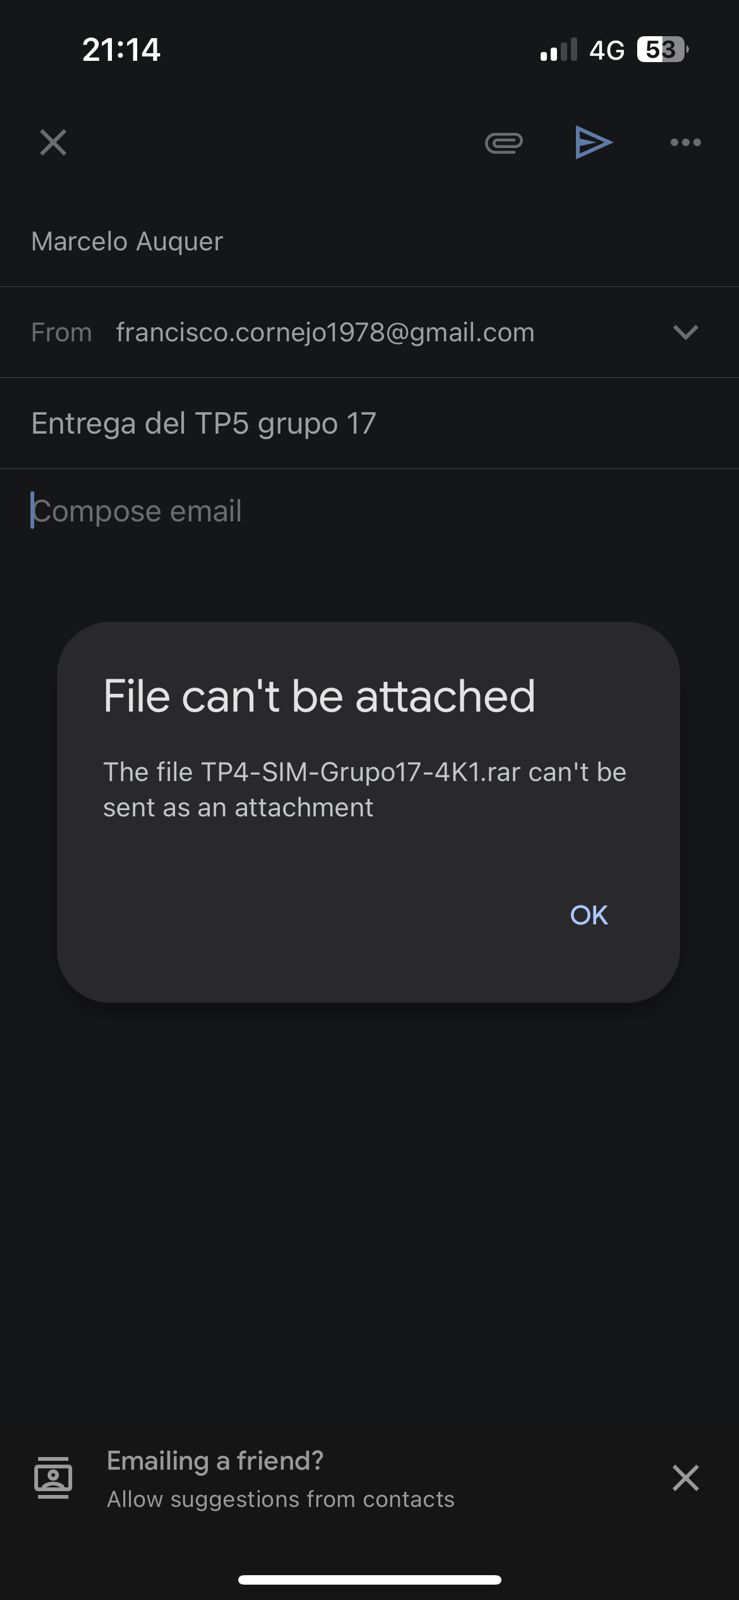 21:14
4G
53
Marcelo Auquer
From francisco.cornejo1978@gmail.com
Entrega del TP5 grupo 17
Compose email
File can't be attached
The file TP4-SIM-Grupo17-4K1.rar can't be
sent as an attachment
OK
Emailing a friend?
Allow suggestions from contacts